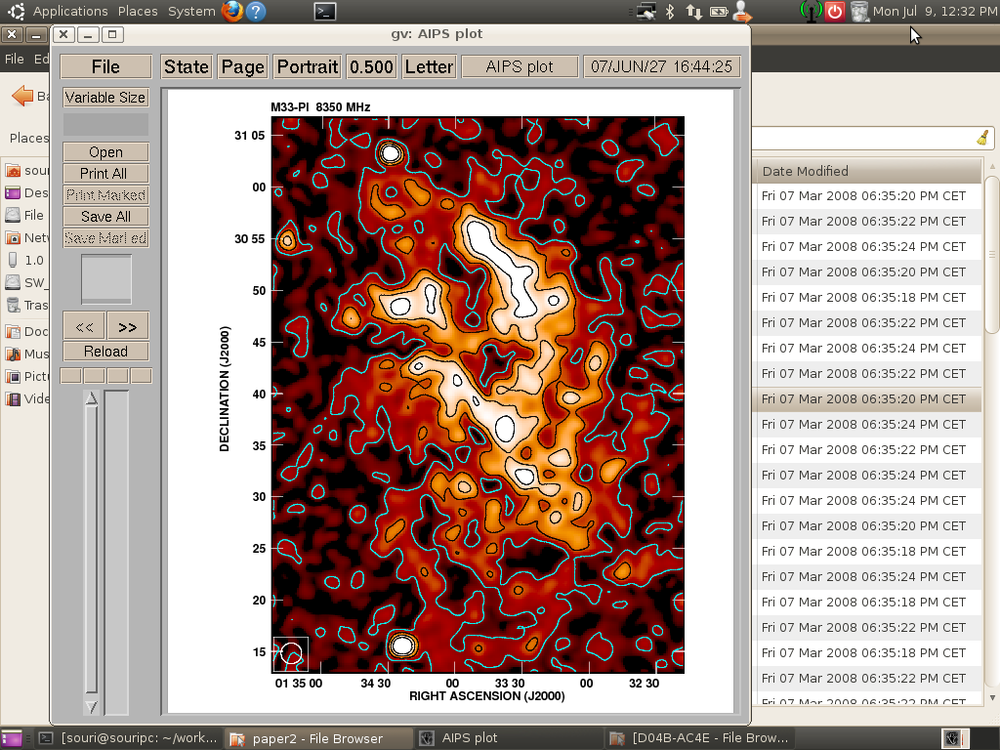 Applications Places System
Mon Jul 9, 12:32 PM
gv: AIPS plot
File Ed
File State Page Portrait 0.500 Letter AIPS plot 07/JUN/27 16:44:25
Variable Size
Open
Print All
Print Marked
Save All
Save Marked
<< >>
Reload
Ba
Places
sour
Des
File
Netw
1.0
SW_
Tras
Doc
Mus
Pictu
Vide
M33-PI 8350 MHz
31 05
00
30 55
50
45
40
35
30
25
20
15
DECLINATION (J2000)
01 35 00 34 30 00 33 30 00 32 30
RIGHT ASCENSION (J2000)
Date Modified
Fri 07 Mar 2008 06:35:20 PM CET
Fri 07 Mar 2008 06:35:22 PM CET
Fri 07 Mar 2008 06:35:24 PM CET
Fri 07 Mar 2008 06:35:20 PM CET
Fri 07 Mar 2008 06:35:18 PM CET
Fri 07 Mar 2008 06:35:22 PM CET
Fri 07 Mar 2008 06:35:24 PM CET
Fri 07 Mar 2008 06:35:22 PM CET
Fri 07 Mar 2008 06:35:20 PM CET
Fri 07 Mar 2008 06:35:24 PM CET
Fri 07 Mar 2008 06:35:22 PM CET
Fri 07 Mar 2008 06:35:24 PM CET
Fri 07 Mar 2008 06:35:24 PM CET
Fri 07 Mar 2008 06:35:20 PM CET
Fri 07 Mar 2008 06:35:18 PM CET
Fri 07 Mar 2008 06:35:24 PM CET
Fri 07 Mar 2008 06:35:18 PM CET
Fri 07 Mar 2008 06:35:22 PM CET
Fri 07 Mar 2008 06:35:18 PM CET
Fri 07 Mar 2008 06:35:22 PM CET
Fri 07 Mar 2008 06:35:22 PM CET
[souri@souripc: ~/work... paper2 - File Browser AIPS plot [D04B-AC4E - File Brow...